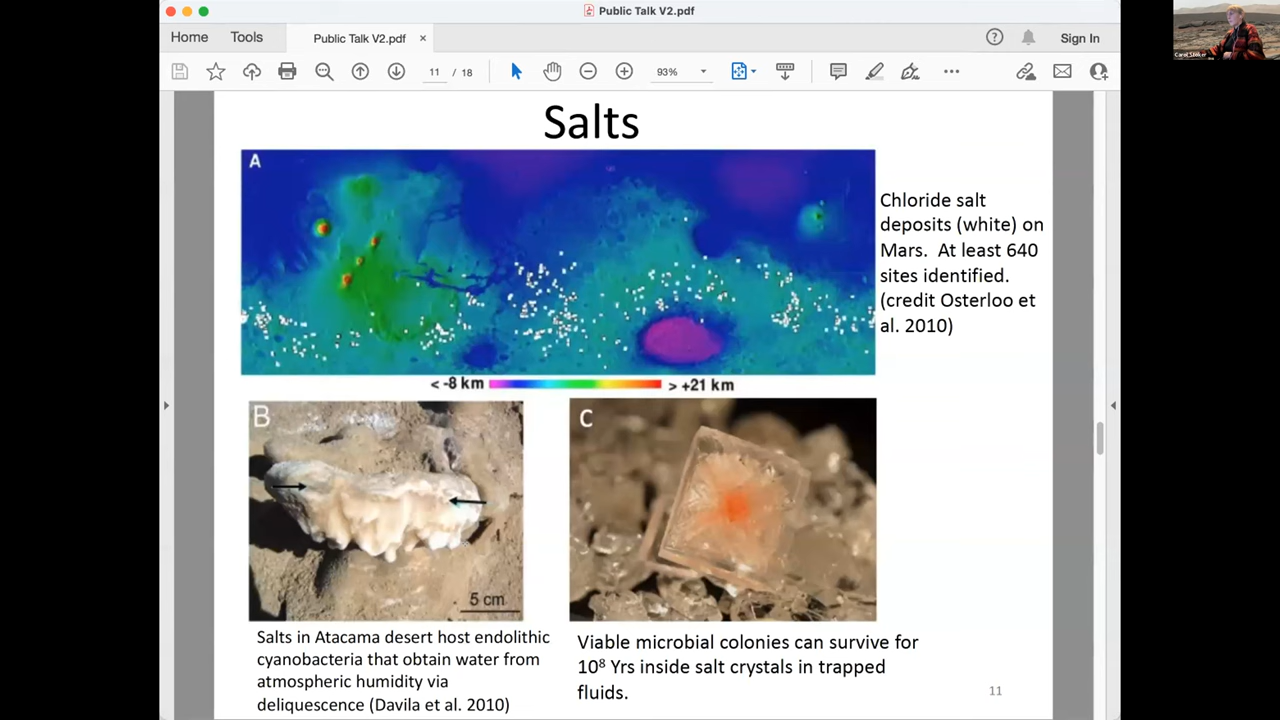 Public Talk V2.pdf
Home
Tools
Public Talk V2.pdf
×
Sign In
11 / 18
93%
Carol Stoker
Salts
A
Chloride salt
deposits (white) on
Mars. At least 640
sites identified.
(credit Osterloo et
al. 2010)
< -8 km
> +21 km
B
5 cm
C
Salts in Atacama desert host endolithic
cyanobacteria that obtain water from
atmospheric humidity via
deliquescence (Davila et al. 2010)
Viable microbial colonies can survive for
10⁸ Yrs inside salt crystals in trapped
fluids.
11